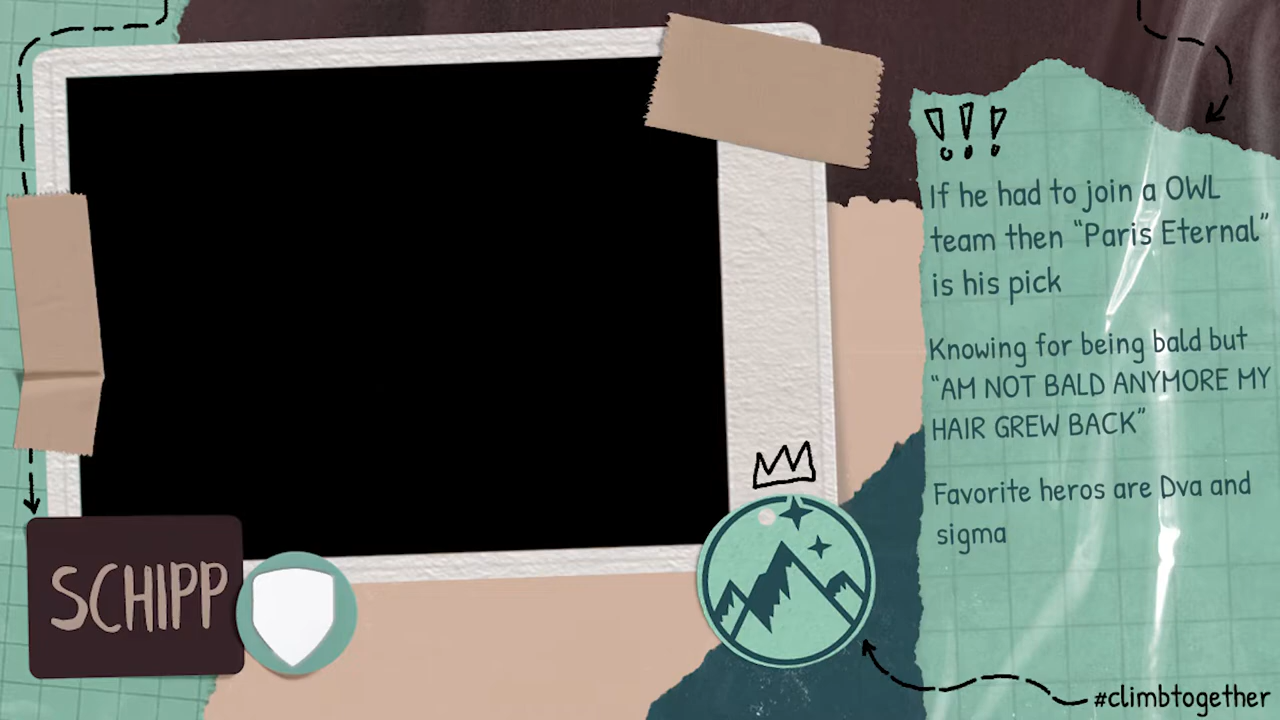 !!!
If he had to join a OWL
team then “Paris Eternal”
is his pick
Knowing for being bald but
“AM NOT BALD ANYMORE MY
HAIR GREW BACK”
Favorite heros are Dva and
sigma
SCHIPP
#climbtogether